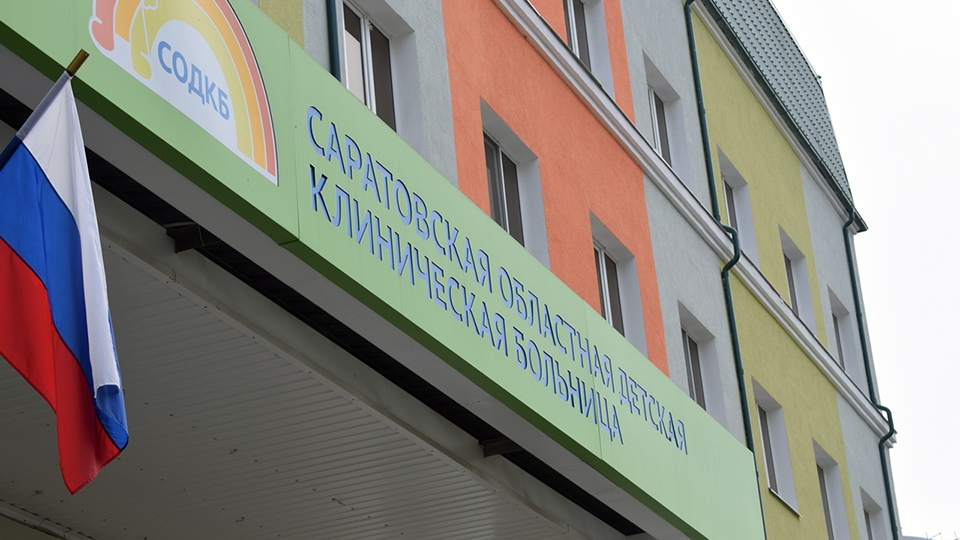 СОДКБ
САРАТОВСКАЯ ОБЛАСТНАЯ ДЕТСКАЯ
КЛИНИЧЕСКАЯ БОЛЬНИЦА